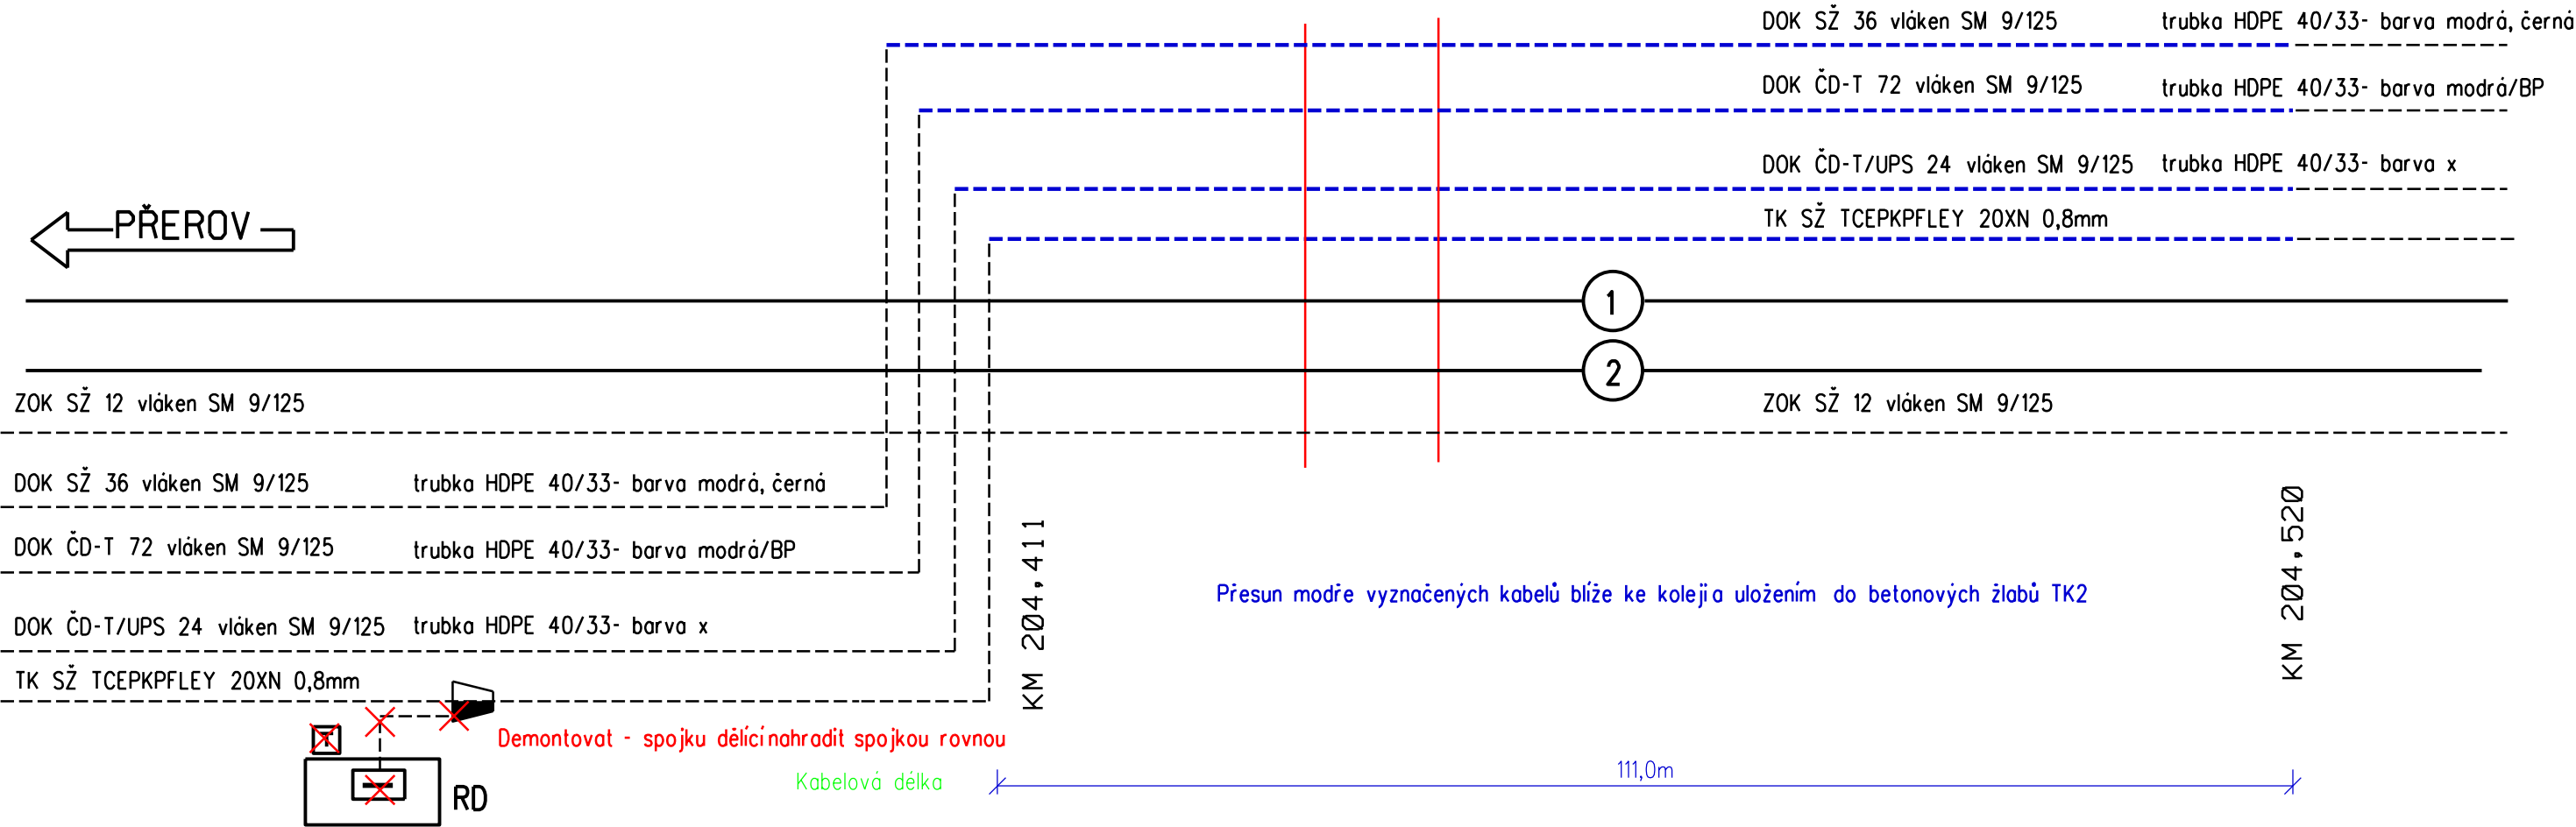 DOK SŽ 36 vláken SM 9/125 trubka HDPE 40/33- barva modrá, černá
DOK ČD-T 72 vláken SM 9/125 trubka HDPE 40/33- barva modrá/BP
DOK ČD-T/UPS 24 vláken SM 9/125 trubka HDPE 40/33- barva x
TK SŽ TCEPKPFLEY 20XN 0,8mm
PŘEROV
1
2
ZOK SŽ 12 vláken SM 9/125 ZOK SŽ 12 vláken SM 9/125
DOK SŽ 36 vláken SM 9/125 trubka HDPE 40/33- barva modrá, černá
DOK ČD-T 72 vláken SM 9/125 trubka HDPE 40/33- barva modrá/BP
DOK ČD-T/UPS 24 vláken SM 9/125 trubka HDPE 40/33- barva x
TK SŽ TCEPKPFLEY 20XN 0,8mm
KM 204,411
Přesun modře vyznačených kabelů blíže ke koleji a uložením do betonových žlabů TK2
KM 204,520
T
Demontovat - spojku dělící nahradit spojkou rovnou
RD
Kabelová délka
111,0m